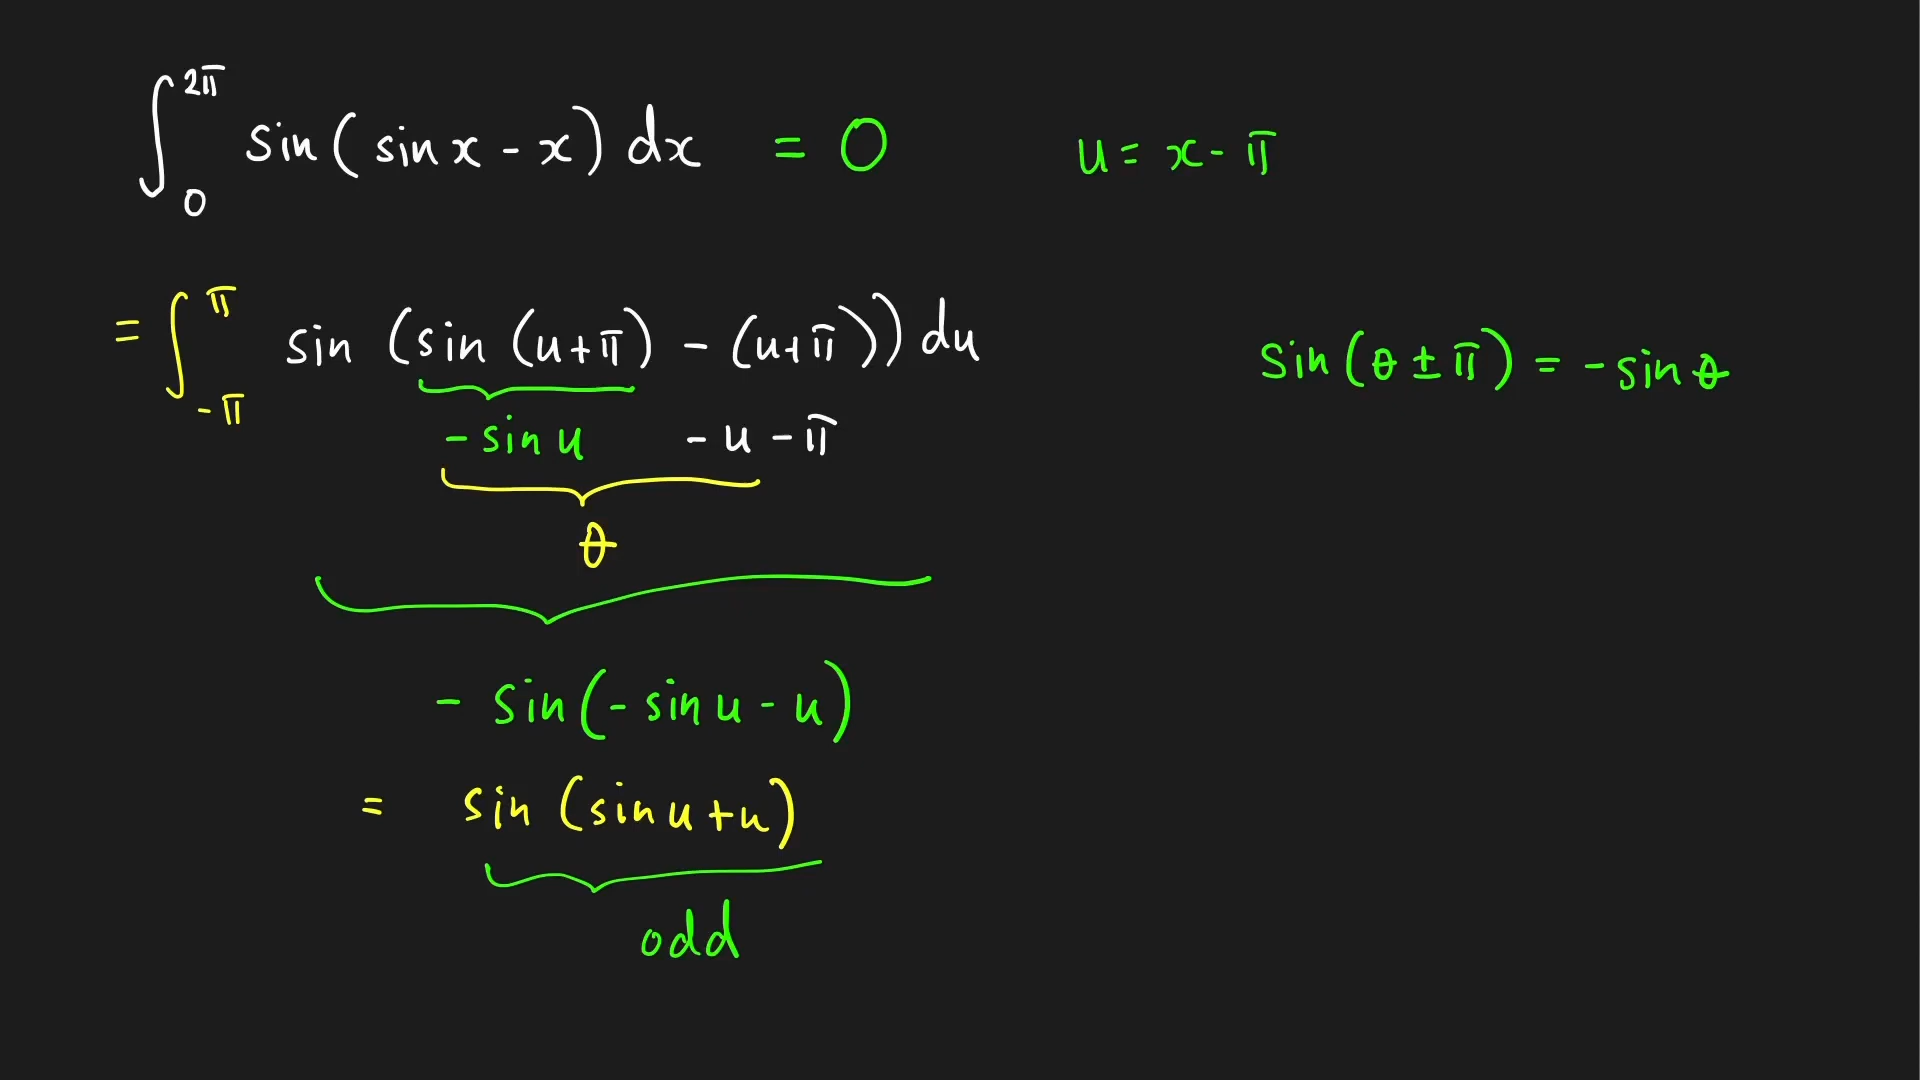 ∫₀^{2π} sin(sin x - x) dx = 0
u = x - π
= ∫_{-π}^{π} sin(sin(u+π) - (u+π)) du
sin(θ ± π) = - sin θ
- sin u - u - π
θ
- sin(- sin u - u)
= sin(sin u + u)
odd